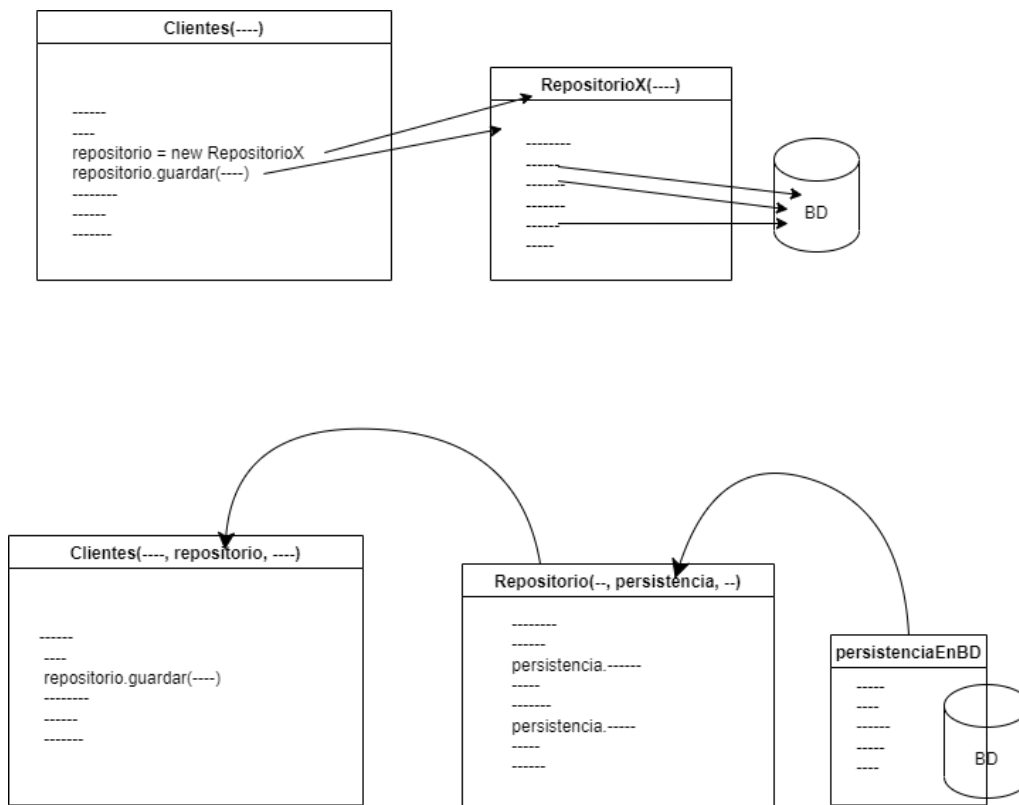 Clientes(----)
------
----
repositorio = new RepositorioX
repositorio.guardar(----)
--------
------
-------
RepositorioX(----)
--------
------
-------
-------
------
-----
BD
Clientes(----, repositorio, ----)
------
----
repositorio.guardar(----)
--------
------
-------
Repositorio(--, persistencia, --)
--------
------
persistencia.------
-----
-------
persistencia.-----
-----
------
persistenciaEnBD
-----
----
------
-----
----
BD